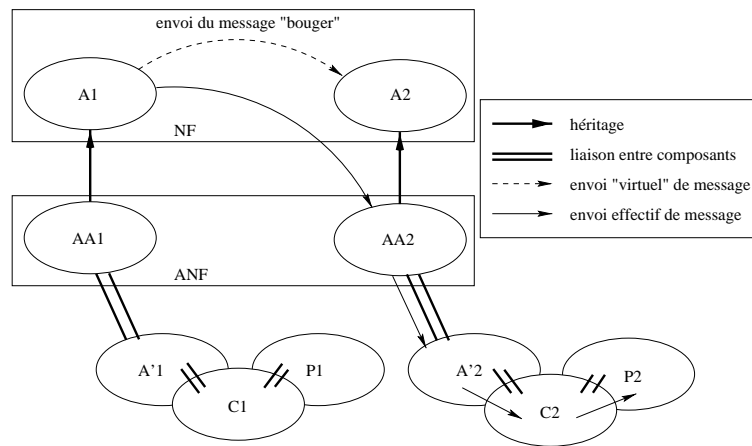 envoi du message "bouger"
A1
A2
NF
héritage
liaison entre composants
envoi "virtuel" de message
envoi effectif de message
AA1
AA2
ANF
A'1
P1
C1
A'2
P2
C2